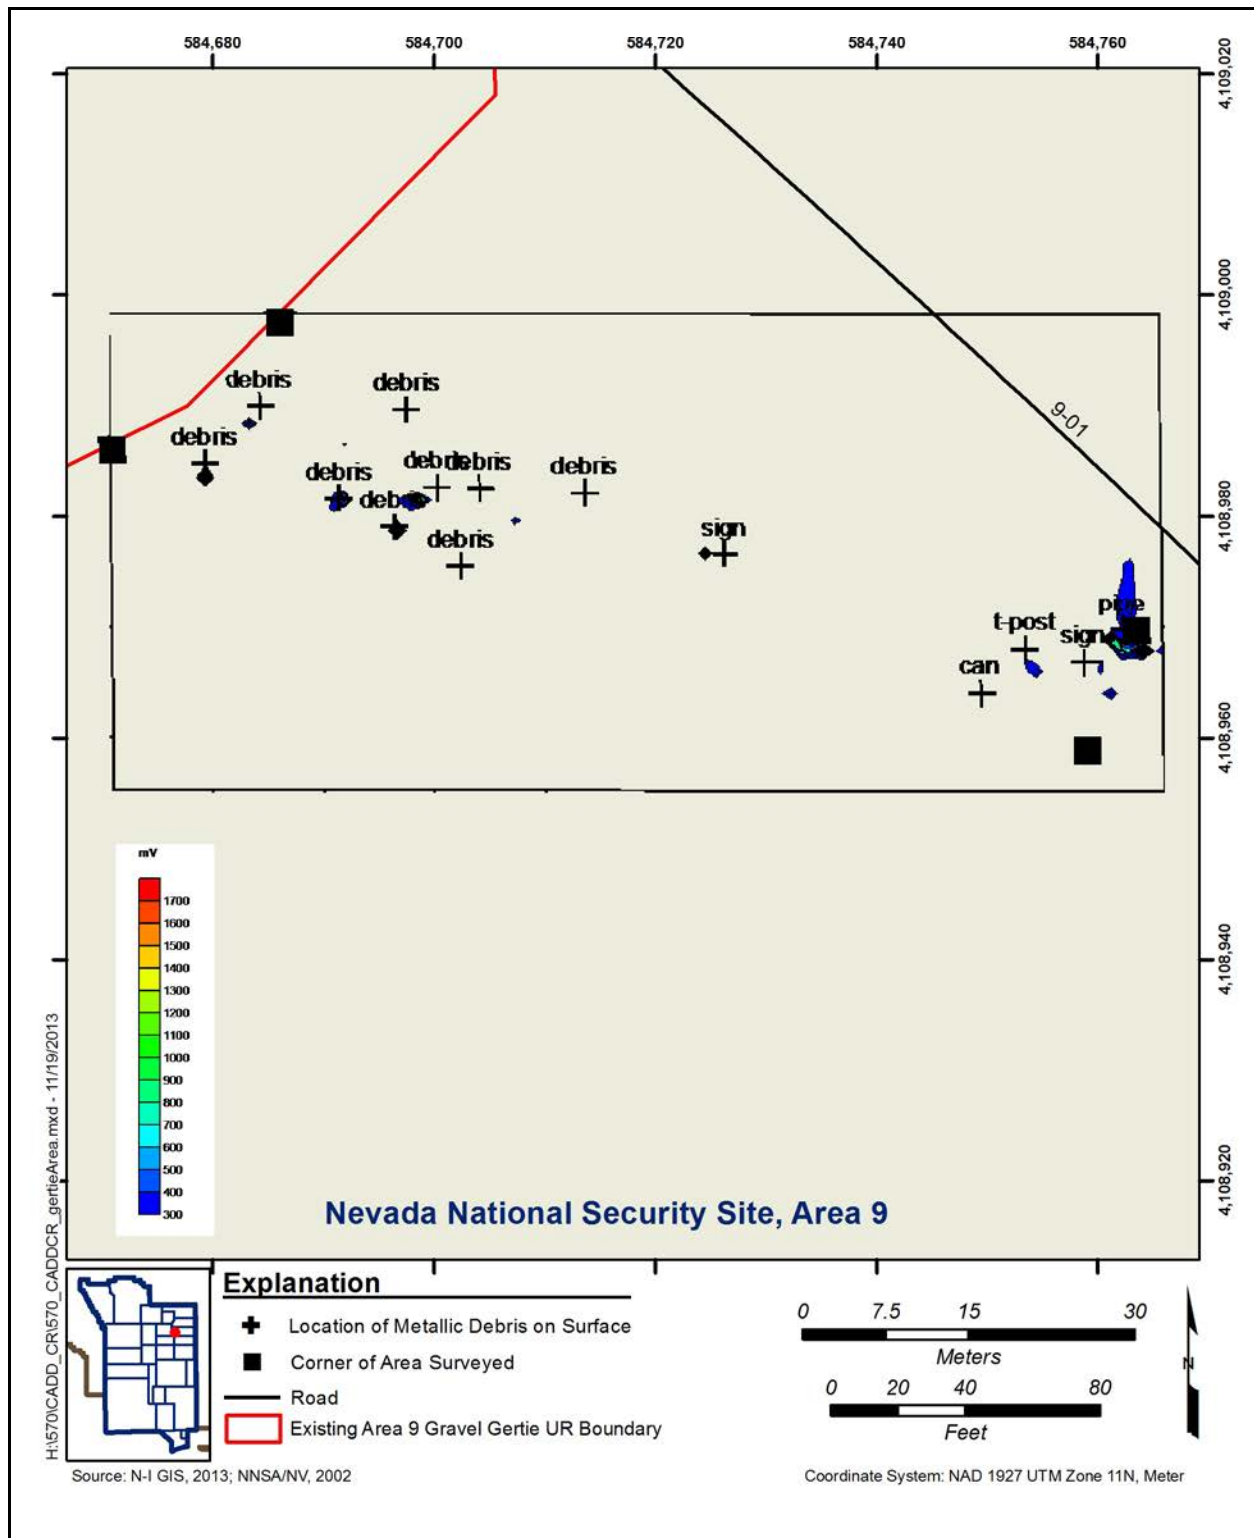 584,680
584,700
584,720
584,740
584,760
4,109,020
4,109,000
4,108,980
4,108,960
4,108,940
4,108,920
9-01
debris
debris
debris
debris
debris
debris
debris
debris
debris
sign
pipe
t-post
sign
can
mV
1700
1600
1500
1400
1300
1200
1100
1000
900
800
700
600
500
400
300
Nevada National Security Site, Area 9
H:\570\CADD_CR\570_CADDCR_gertieArea.mxd - 11/19/2013
Explanation
Location of Metallic Debris on Surface
Corner of Area Surveyed
Road
Existing Area 9 Gravel Gertie UR Boundary
0 7.5 15 30
Meters
0 20 40 80
Feet
N
Source: N-I GIS, 2013; NNSA/NV, 2002
Coordinate System: NAD 1927 UTM Zone 11N, Meter